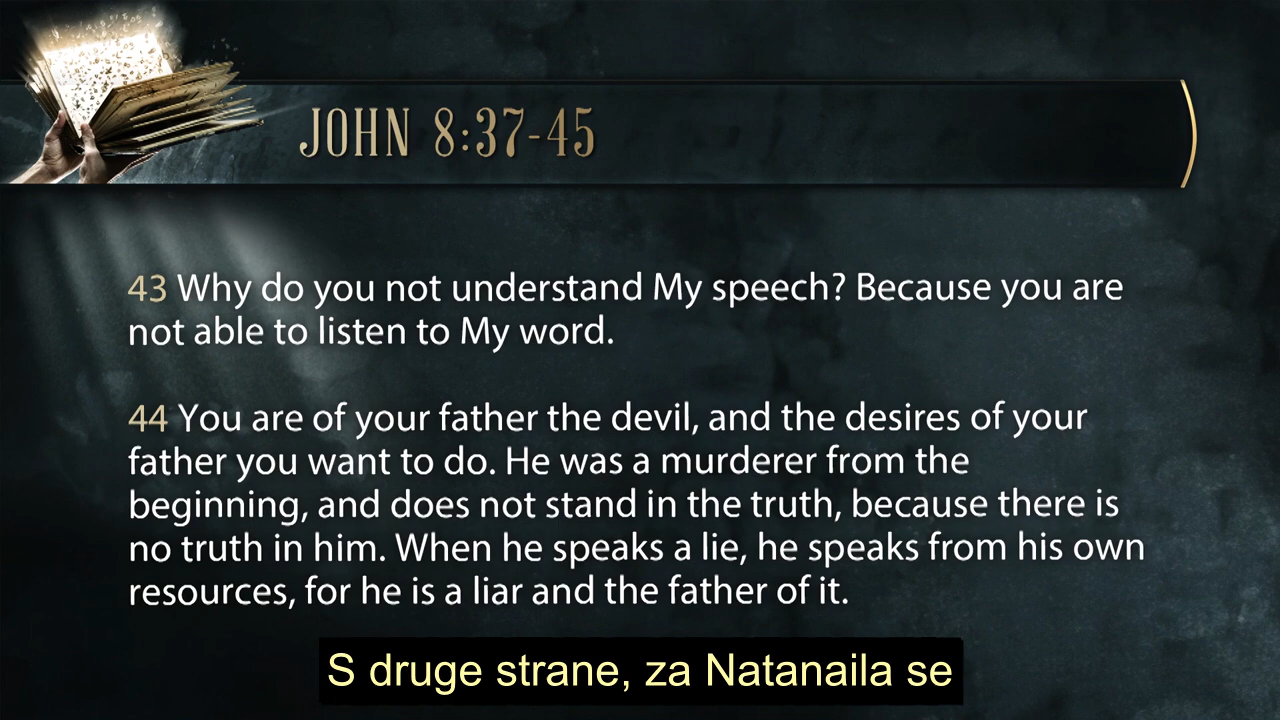 JOHN 8:37-45
43 Why do you not understand My speech? Because you are
not able to listen to My word.
44 You are of your father the devil, and the desires of your
father you want to do. He was a murderer from the
beginning, and does not stand in the truth, because there is
no truth in him. When he speaks a lie, he speaks from his own
resources, for he is a liar and the father of it.
S druge strane, za Natanaila se